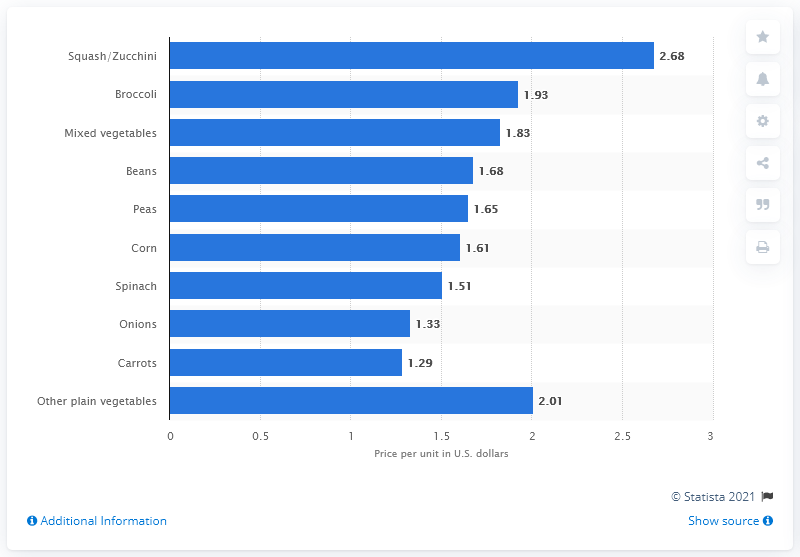 Squash/Zucchini 2.68
Broccoli 1.93
Mixed vegetables 1.83
Beans 1.68
Peas 1.65
Corn 1.61
Spinach 1.51
Onions 1.33
Carrots 1.29
Other plain vegetables 2.01
0 0.5 1 1.5 2 2.5 3
Price per unit in U.S. dollars
© Statista 2021
Additional Information Show source